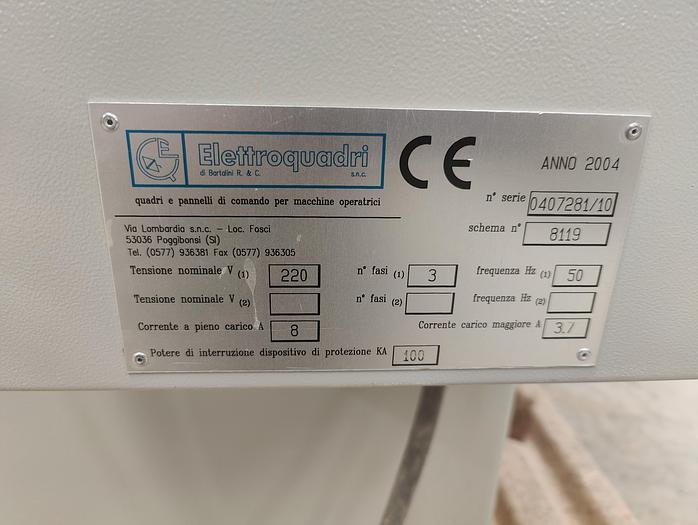 Elettroquadri
di Bartalini R. & C. s.n.c.
CE
ANNO 2004
quadri e pannelli di comando per macchine operatrici
n° serie 0407281/10
schema n° 8119
Via Lombardia s.n.c. - Loc. Fosci
53036 Poggibonsi (SI)
Tel. (0577) 936381 Fax (0577) 936305
Tensione nominale V (1) 220 n° fasi (1) 3 frequenza Hz (1) 50
Tensione nominale V (2) n° fasi (2) frequenza Hz (2)
Corrente a pieno carico A 8 Corrente carico maggiore A 3.7
Potere di interruzione dispositivo di protezione KA 100